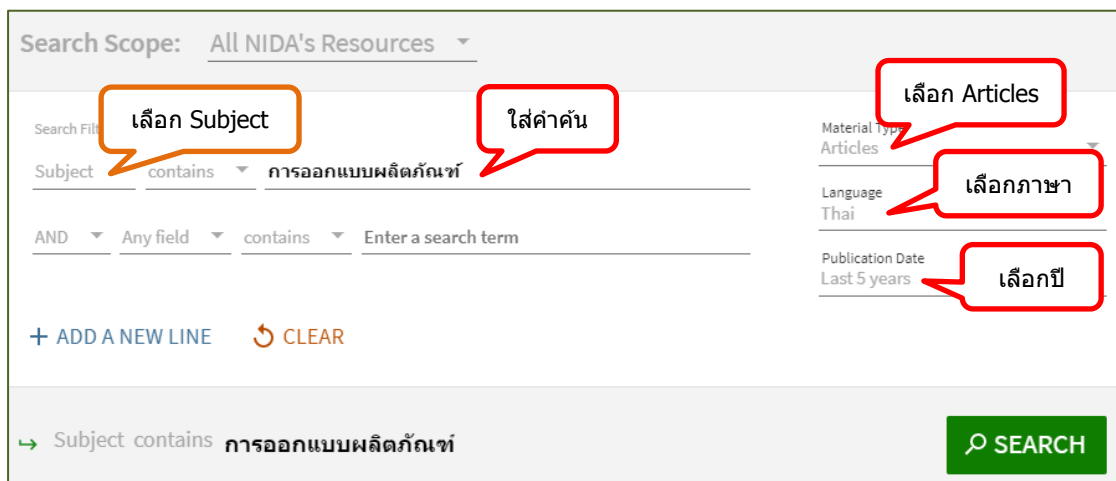 Search Scope: All NIDA's Resources
เลือก Subject
ใส่คำค้น
เลือก Articles
Search Filt
Material Type
Articles
Subject contains การออกแบบผลิตภัณฑ์
เลือกภาษา
Language
Thai
AND Any field contains Enter a search term
Publication Date
Last 5 years
เลือกปี
+ ADD A NEW LINE CLEAR
Subject contains การออกแบบผลิตภัณฑ์
SEARCH